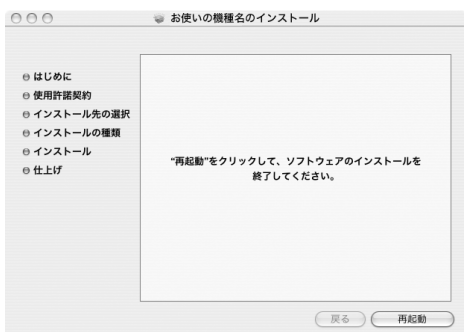 お使いの機種名のインストール
はじめに
使用許諾契約
インストール先の選択
インストールの種類
インストール
仕上げ
“再起動”をクリックして、ソフトウェアのインストールを
終了してください。
戻る
再起動